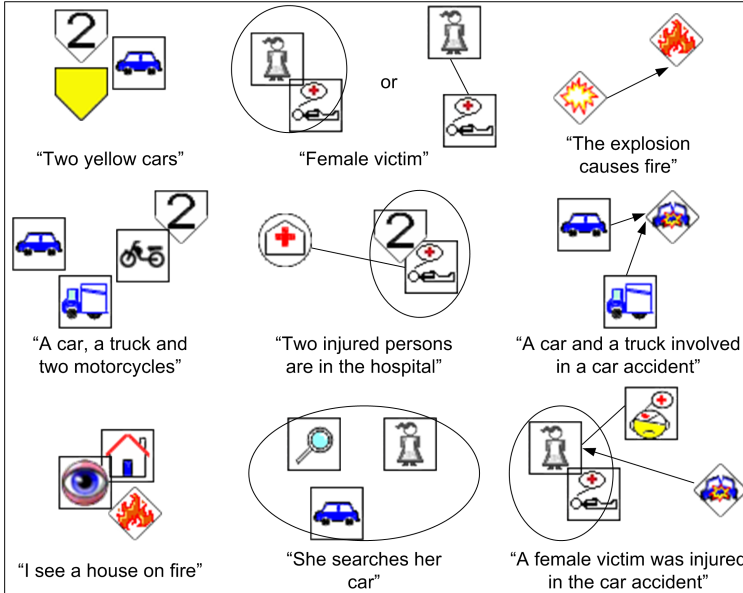 2
"Two yellow cars"
or
"Female victim"
"The explosion
causes fire"
2
"A car, a truck and
two motorcycles"
2
"Two injured persons
are in the hospital"
"A car and a truck involved
in a car accident"
"I see a house on fire"
"She searches her
car"
"A female victim was injured
in the car accident"